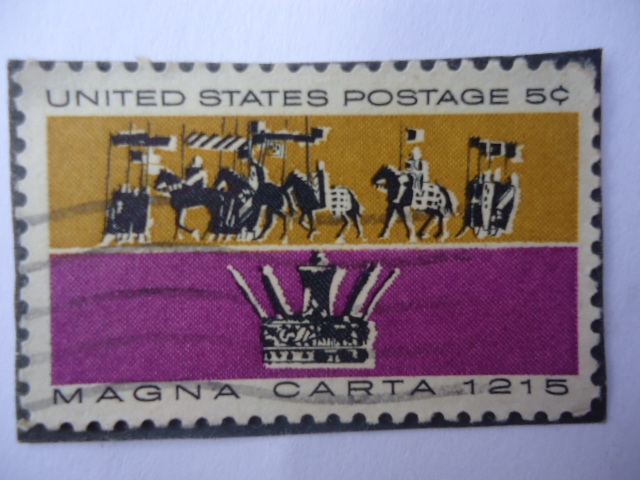 UNITED STATES POSTAGE 5¢
MAGNA CARTA 1215